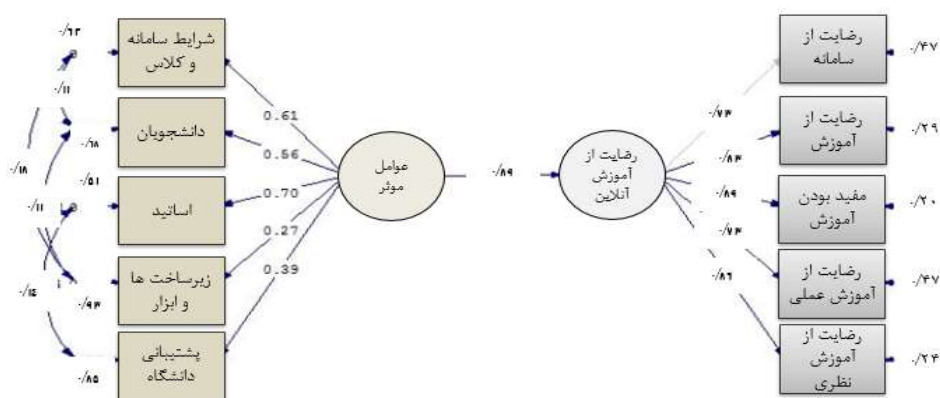 ۰/۶۳
شرایط سامانه
و کلاس
۰/۱۱
دانشجویان
۰/۶۸
۰/۱۸
۰/۵۱
اساتید
۰/۱۱
زیرساخت ها
و ابزار
۰/۹۳
۰/۱۴
پشتیبانی
دانشگاه
۰/۸۵
0.61
0.56
0.70
0.27
0.39
عوامل
موثر
۰/۸۹
رضایت از
آموزش
آنلاین
۰/۷۳
۰/۸۳
۰/۸۹
۰/۷۳
۰/۸۶
رضایت از
سامانه
۰/۴۷
رضایت از
آموزش
۰/۲۹
مفید بودن
آموزش
۰/۲۰
رضایت از
آموزش عملی
۰/۴۷
رضایت از
آموزش
نظری
۰/۲۴